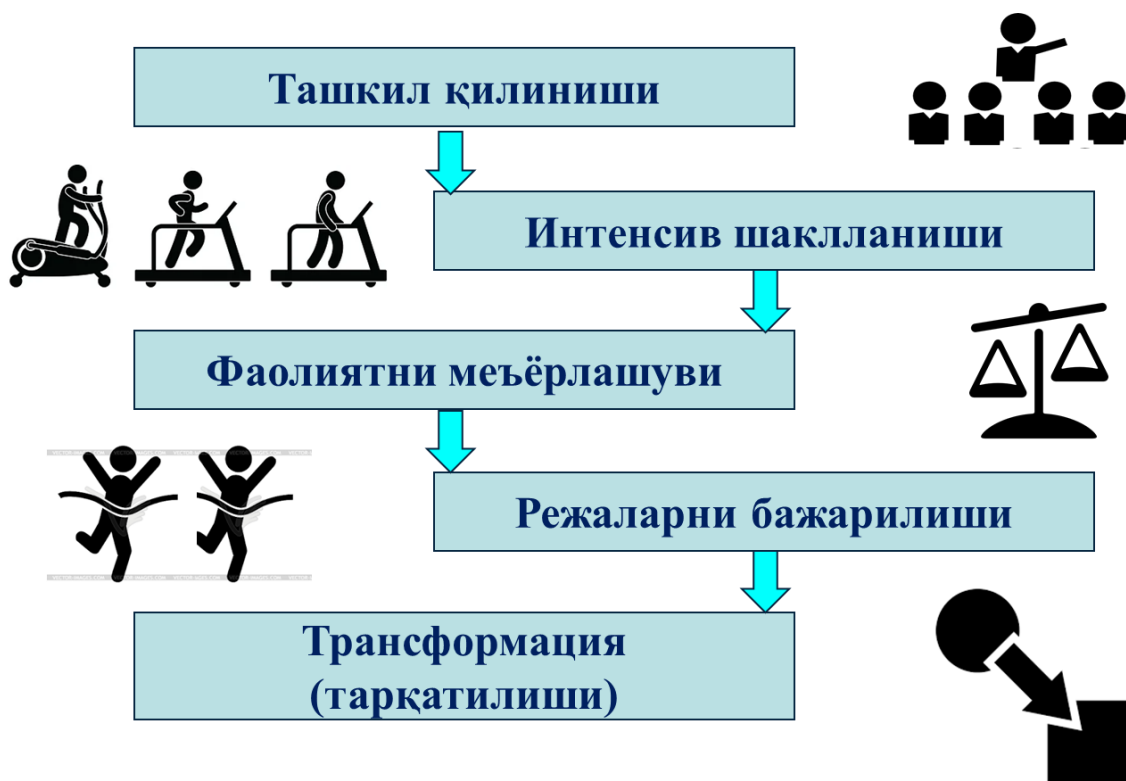 Ташкил қилиниши
Интенсив шаклланиши
Фаолиятни меъёрлашуви
Режаларни бажарилиши
Трансформация
(тарқатилиши)